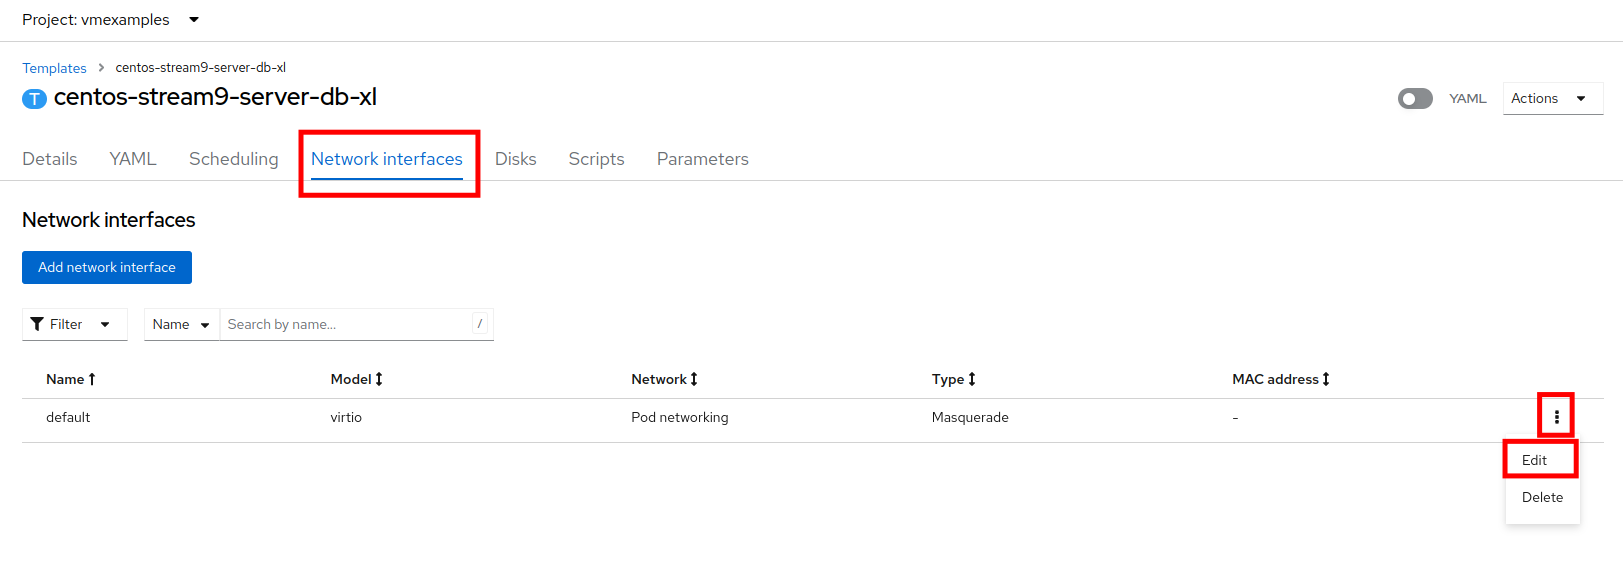 Project: vmexamples
Templates > centos-stream9-server-db-xl
T centos-stream9-server-db-xl
YAML Actions
Details YAML Scheduling Network interfaces Disks Scripts Parameters
Network interfaces
Add network interface
Filter Name Search by name... /
Name Model Network Type MAC address
default virtio Pod networking Masquerade -
Edit
Delete